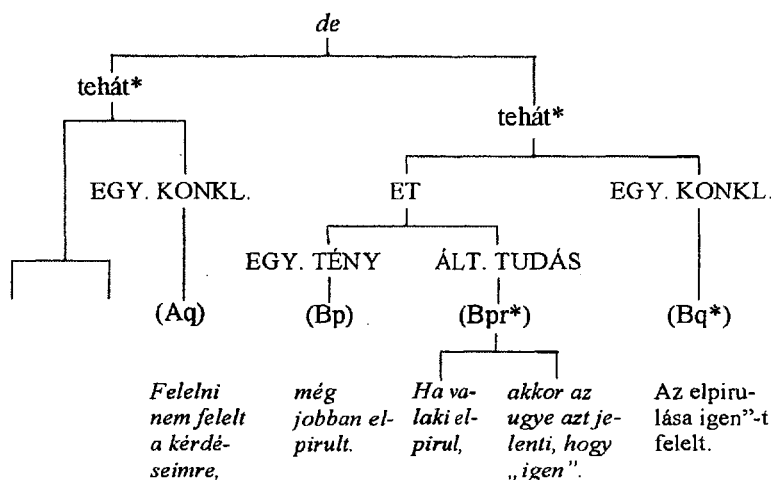 de
tehát*
tehát*
EGY. KONKL.
ET
EGY. KONKL.
EGY. TÉNY
ÁLT. TUDÁS
(Aq)
(Bp)
(Bpr*)
(Bq*)
Felelni
nem felelt
a kérdé-
seimre,
még
jobban el-
pirult.
Ha va-
laki el-
pirul,
akkor az
ugye azt je-
lenti, hogy
„igen”.
Az elpiru-
lása igen”-t
felelt.